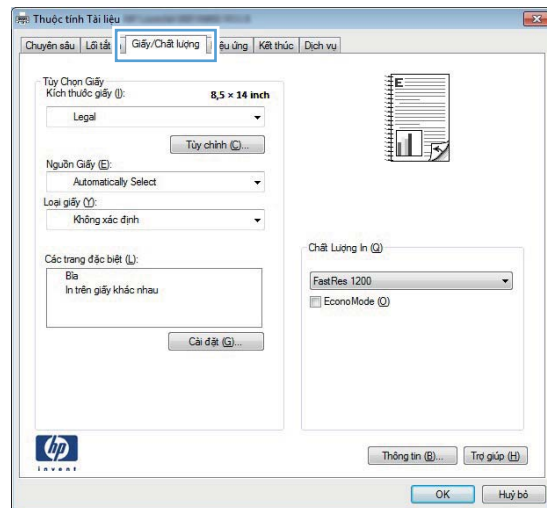 Thuộc tính Tài liệu
Chuyên sâu Lối tắt Giấy/Chất lượng ệu ứng Kết thúc Dịch vụ
Tùy Chọn Giấy
Kích thước giấy (I): 8,5 × 14 inch
Legal
Tùy chỉnh (C)...
Nguồn Giấy (E):
Automatically Select
Loại giấy (Y):
Không xác định
Các trang đặc biệt (L):
Bìa
In trên giấy khác nhau
Cài đặt (G)...
E
Chất Lượng In (Q)
FastRes 1200
EconoMode (O)
hp
invent
Thông tin (B)... Trợ giúp (H)
OK Huỷ bỏ